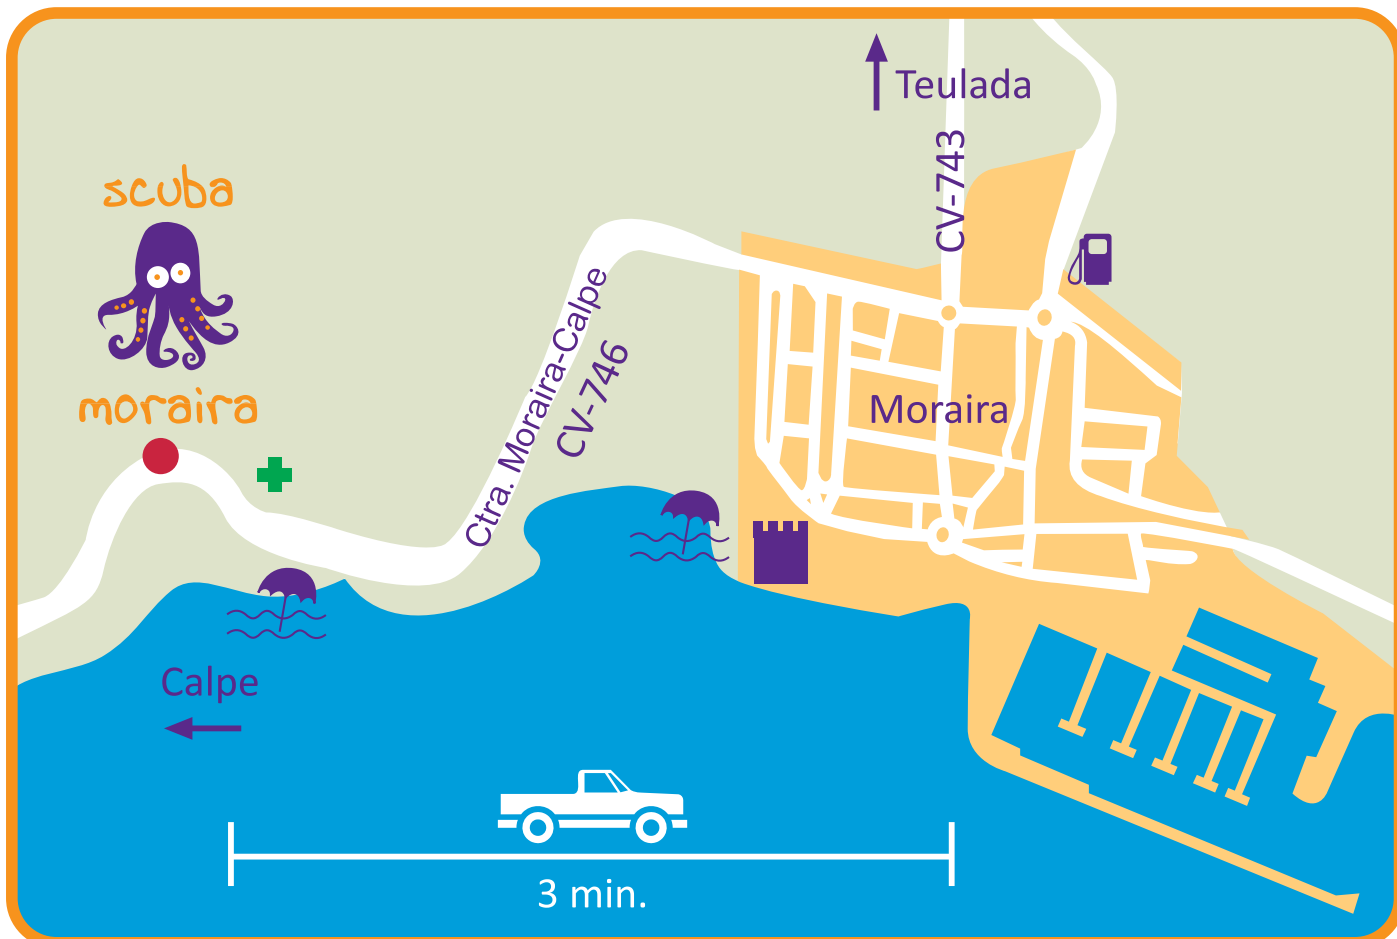 Teulada
CV-743
scuba
moraira
Ctra. Moraira-Calpe
CV-746
Moraira
Calpe
3 min.